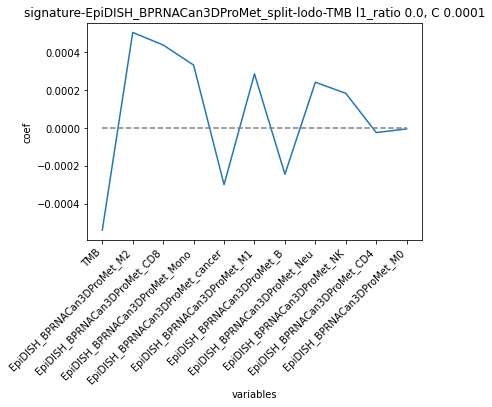 signature-EpiDISH_BPRNACan3DProMet_split-lodo-TMB l1_ratio 0.0, C 0.0001
0.0004
0.0002
0.0000
−0.0002
−0.0004
coef
TMB
EpiDISH_BPRNACan3DProMet_M2
EpiDISH_BPRNACan3DProMet_CD8
EpiDISH_BPRNACan3DProMet_Mono
EpiDISH_BPRNACan3DProMet_cancer
EpiDISH_BPRNACan3DProMet_M1
EpiDISH_BPRNACan3DProMet_B
EpiDISH_BPRNACan3DProMet_Neu
EpiDISH_BPRNACan3DProMet_NK
EpiDISH_BPRNACan3DProMet_CD4
EpiDISH_BPRNACan3DProMet_M0
variables